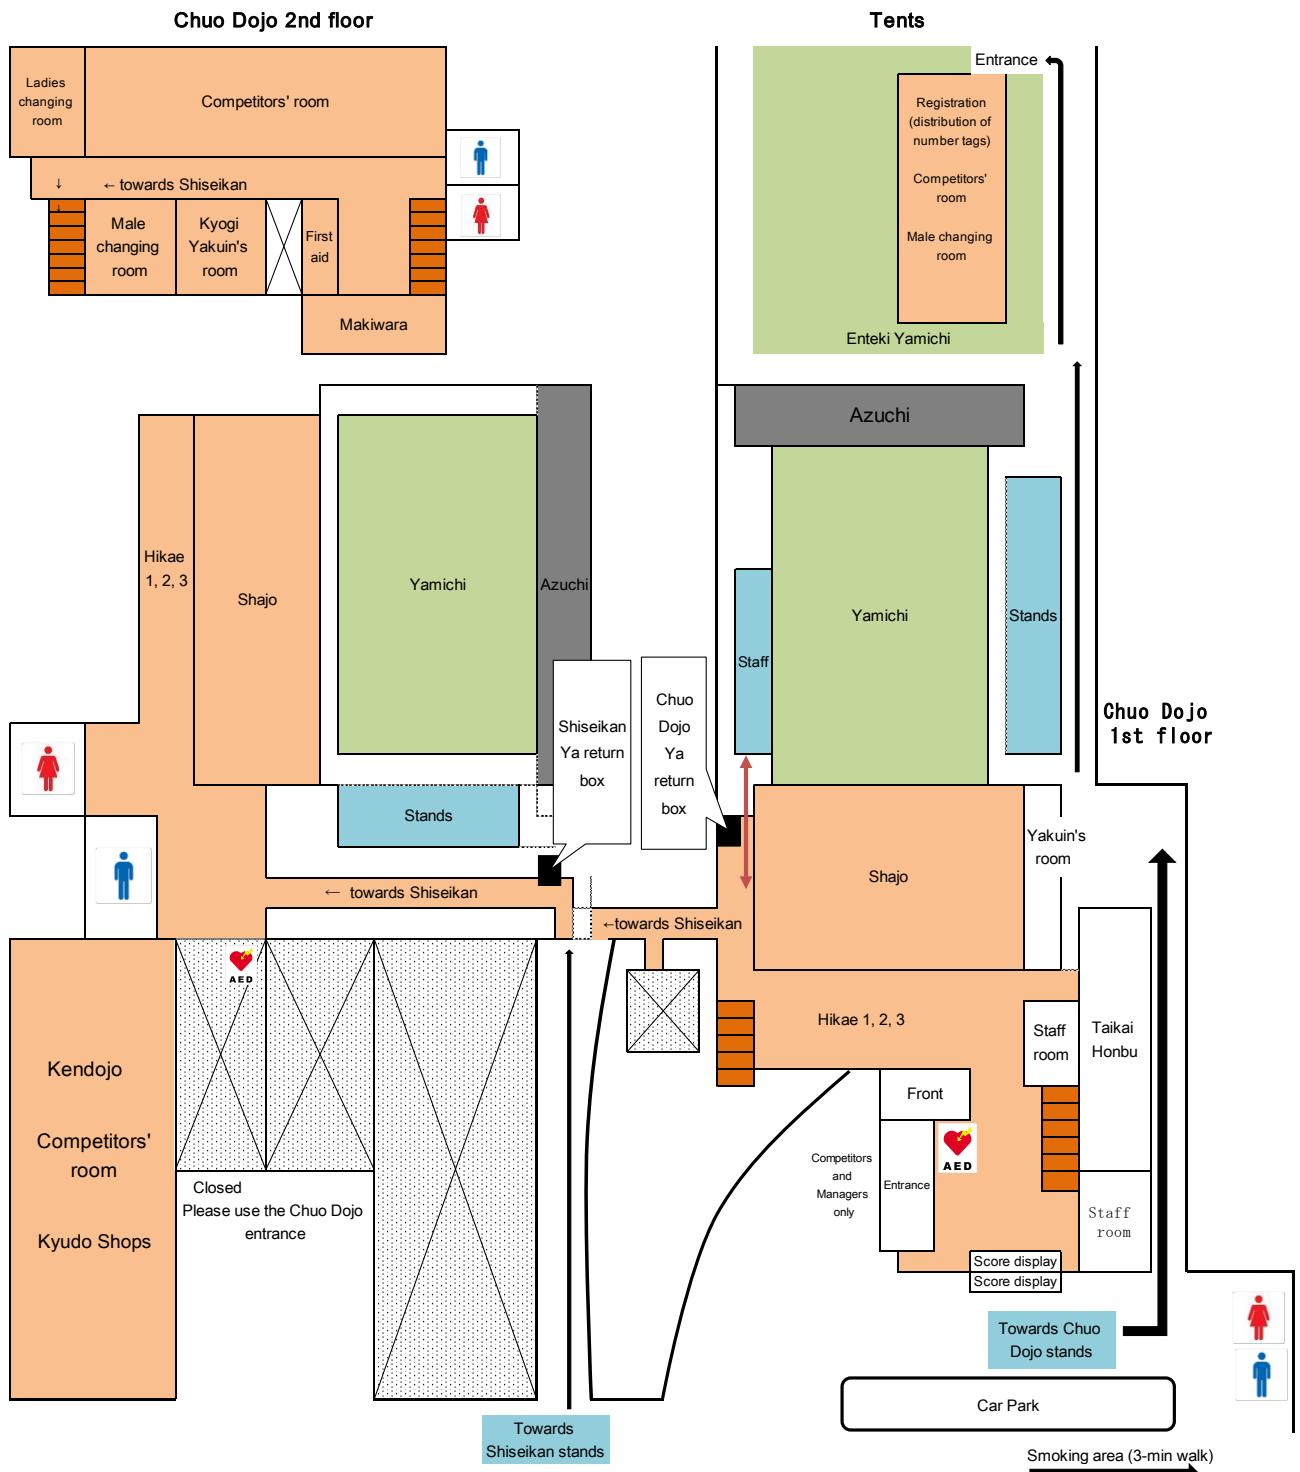 Chuo Dojo 2nd floor
Tents
Ladies
changing
room
Competitors' room
↓
← towards Shiseikan
↓
Male
changing
room
Kyogi
Yakuin's
room
First
aid
Makiwara
Entrance
Registration
(distribution of
number tags)
Competitors'
room
Male changing
room
Enteki Yamichi
Hikae
1, 2, 3
Shajo
Yamichi
Azuchi
Stands
Shiseikan
Ya return
box
Chuo
Dojo
Ya
return
box
Azuchi
Yamichi
Staff
Stands
Chuo Dojo
1st floor
Shajo
Yakuin's
room
← towards Shiseikan
←towards Shiseikan
Hikae 1, 2, 3
Staff
room
Taikai
Honbu
Front
Entrance
Competitors
and
Managers
only
AED
Staff
room
Score display
Score display
AED
Kendojo
Competitors'
room
Kyudo Shops
Closed
Please use the Chuo Dojo
entrance
Towards Chuo
Dojo stands
Car Park
Towards
Shiseikan stands
Smoking area (3-min walk)